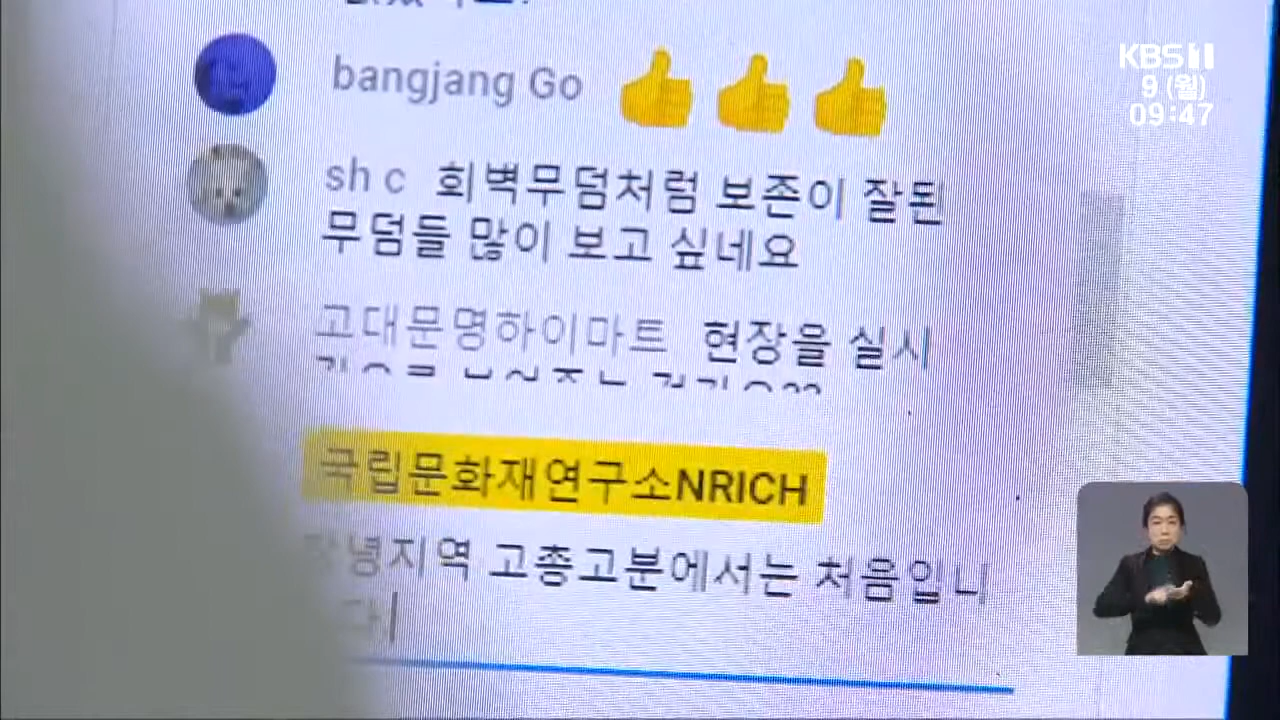 KBS 1
9 (월)
09:47
bangjang Go
sh c 회벽무덤처럼 보존이 잘된
무덤들 많이 보고 싶네요
고대문명하이마트 현장을 실시
국립문화재연구소NRICH
녕지역 고총고분에서는 처음입니